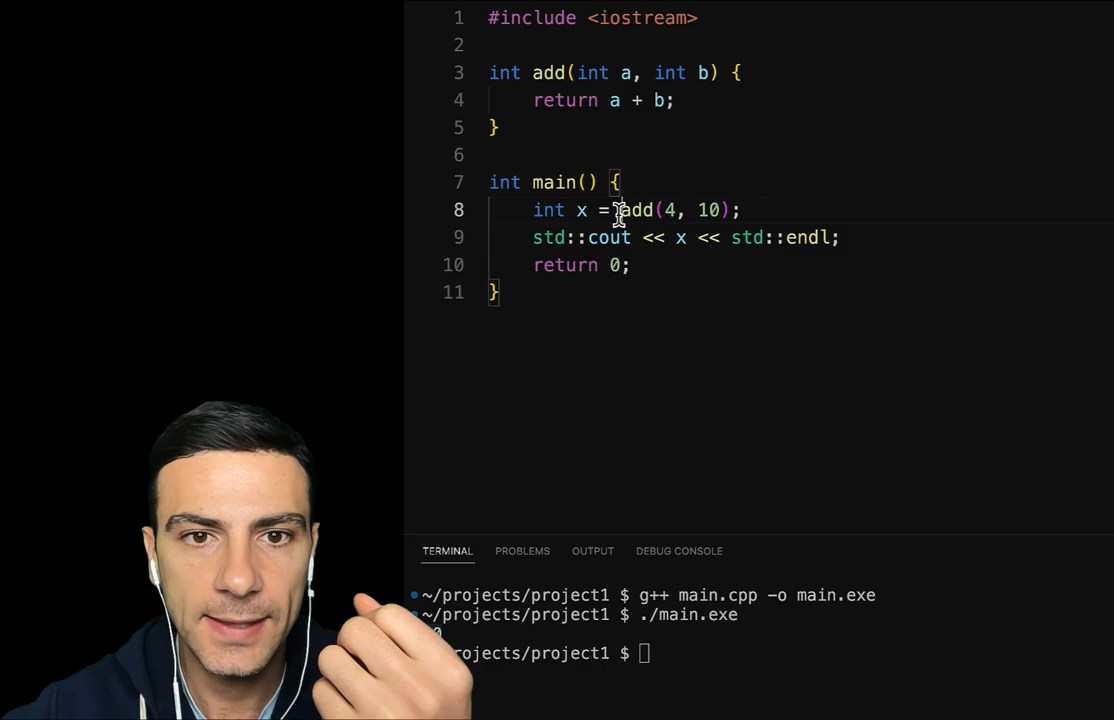 1 #include <iostream>
2
3 int add(int a, int b) {
4 return a + b;
5 }
6
7 int main() {
8 int x = add(4, 10);
9 std::cout << x << std::endl;
10 return 0;
11 }
TERMINAL PROBLEMS OUTPUT DEBUG CONSOLE
~/projects/project1 $ g++ main.cpp -o main.exe
~/projects/project1 $ ./main.exe
0
rojects/project1 $